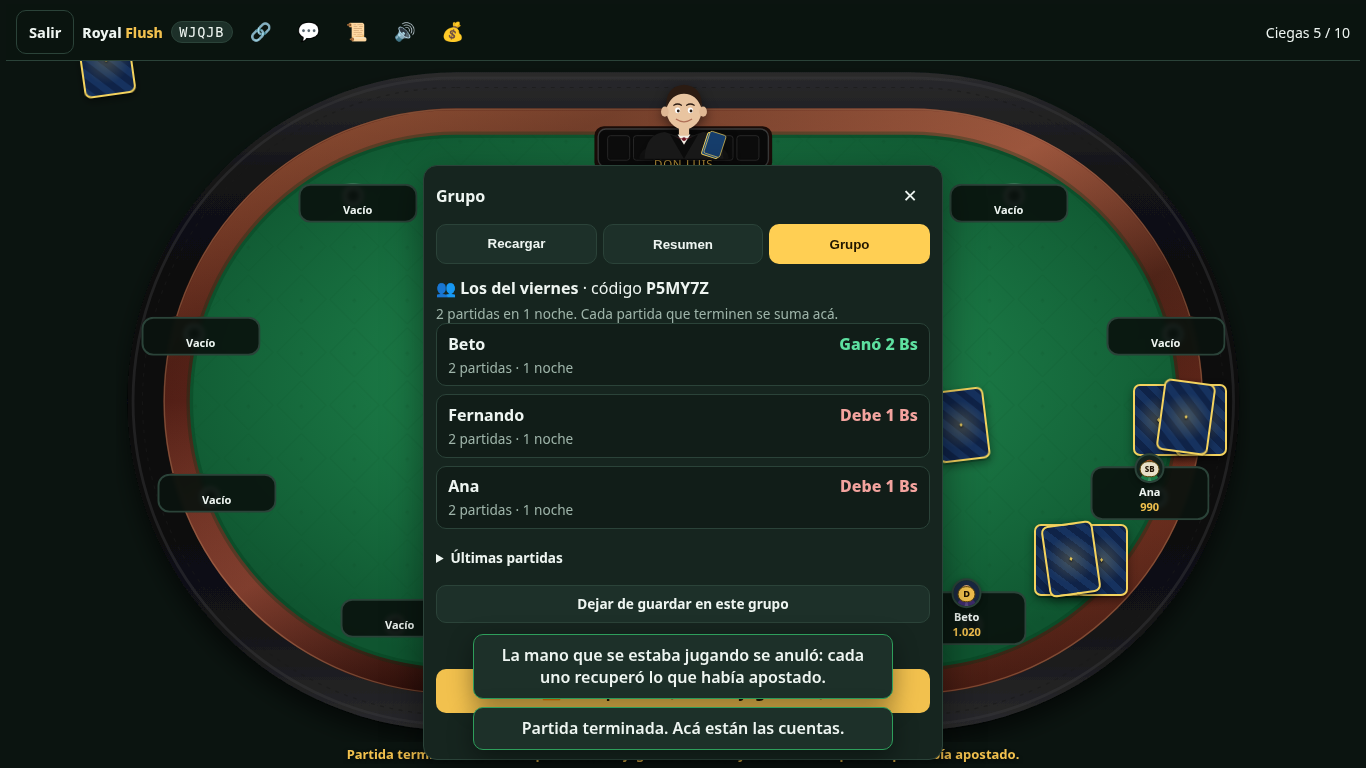 Salir Royal Flush WJQJB Ciegas 5 / 10
DON LUIS
Grupo ✕
Vacío
Vacío
Recargar Resumen Grupo
👥 Los del viernes · código P5MY7Z
2 partidas en 1 noche. Cada partida que terminen se suma acá.
Vacío
Vacío
Beto Ganó 2 Bs
2 partidas · 1 noche
Fernando Debe 1 Bs
2 partidas · 1 noche
SB
Ana
990
Ana Debe 1 Bs
2 partidas · 1 noche
Vacío
Últimas partidas
D
Beto
1.020
Dejar de guardar en este grupo
Vacío
La mano que se estaba jugando se anuló: cada
uno recuperó lo que había apostado.
Partida terminada. Acá están las cuentas.
Partida apostado.